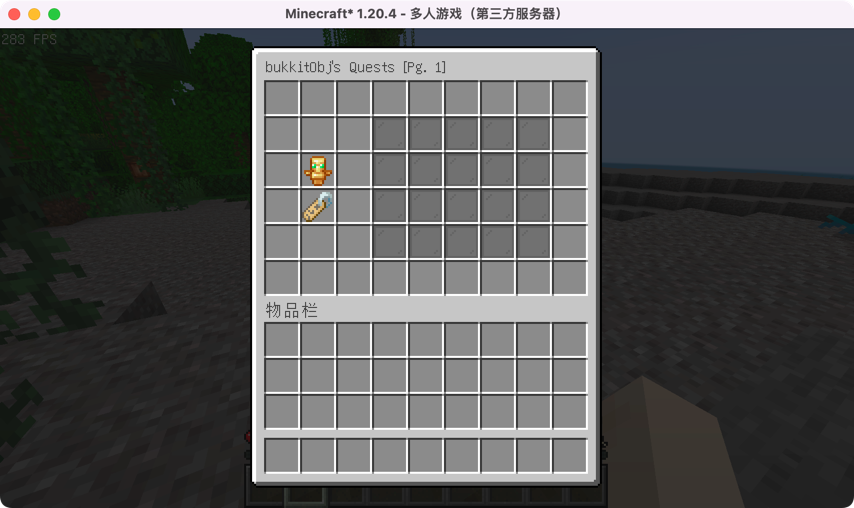 Minecraft* 1.20.4 - 多人游戏（第三方服务器）
283 FPS
bukkitObj's Quests [Pg. 1]
物品栏